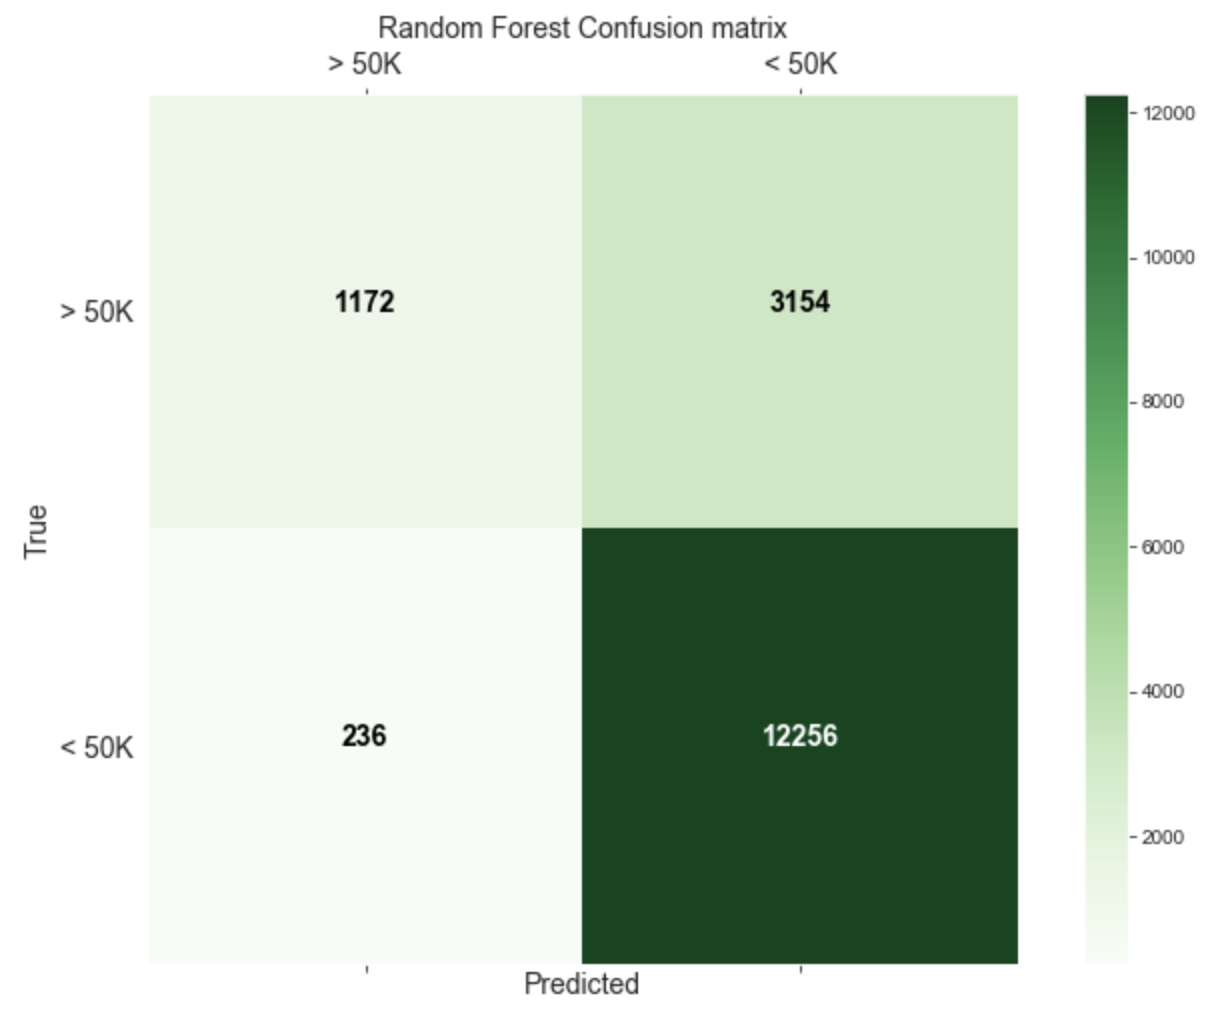 Random Forest Confusion matrix
> 50K < 50K
12000
10000
> 50K 1172 3154
8000
True
6000
4000
< 50K 236 12256
2000
Predicted